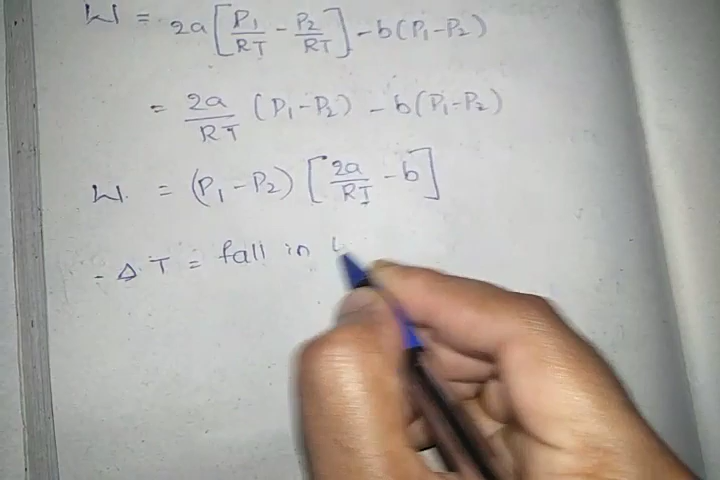 W = 2a [ P₁/RT - P₂/RT ] - b (P₁-P₂)
= 2a/RT (P₁-P₂) - b(P₁-P₂)
W = (P₁-P₂) [ 2a/RT - b ]
- Δ T = fall in